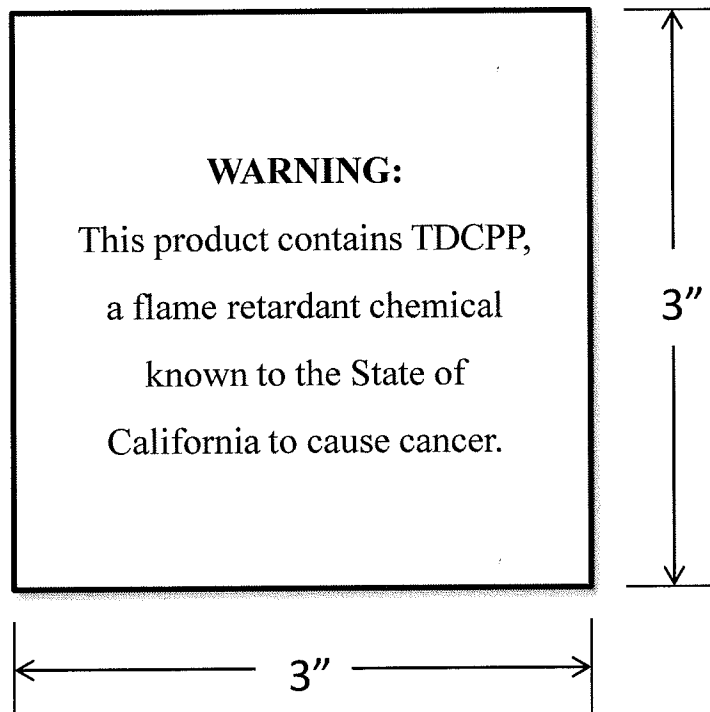 WARNING:
This product contains TDCPP,
a flame retardant chemical
known to the State of
California to cause cancer.
3”
3”